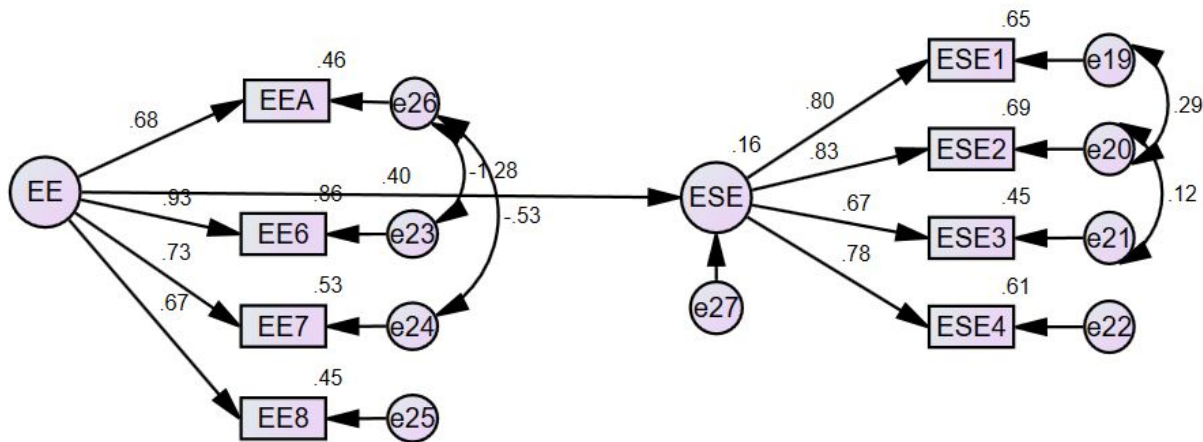 .65
.46
ESE1
e19
EEA
e26
.80
.29
.68
.69
.16
.83
ESE2
e20
.40
-1.28
EE
ESE
.93
.86
.67
.45
.12
-.53
EE6
e23
ESE3
e21
.73
.78
.53
.61
.67
e27
EE7
e24
ESE4
e22
.45
EE8
e25